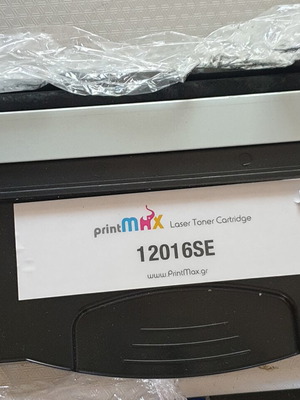 printMAX Laser Toner Cartridge
12016SE
www.PrintMax.gr